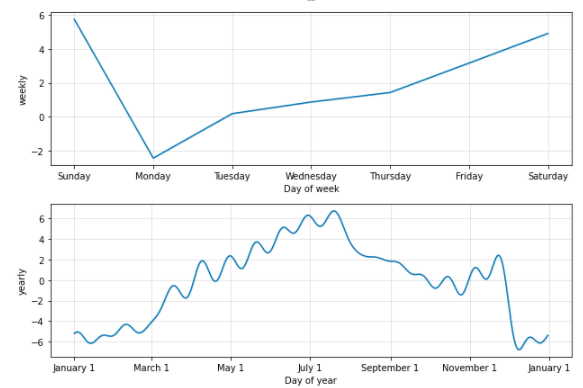 6
4
2
0
−2
weekly
Sunday Monday Tuesday Wednesday Thursday Friday Saturday
Day of week
6
4
2
0
−2
−4
−6
yearly
January 1 March 1 May 1 July 1 September 1 November 1 January 1
Day of year